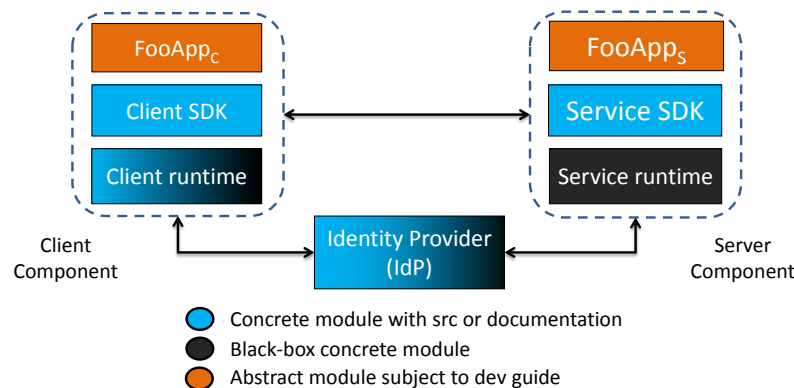 FooAppC
FooAppS
Client SDK
Service SDK
Client runtime
Service runtime
Client
Component
Identity Provider
(IdP)
Server
Component
Concrete module with src or documentation
Black-box concrete module
Abstract module subject to dev guide